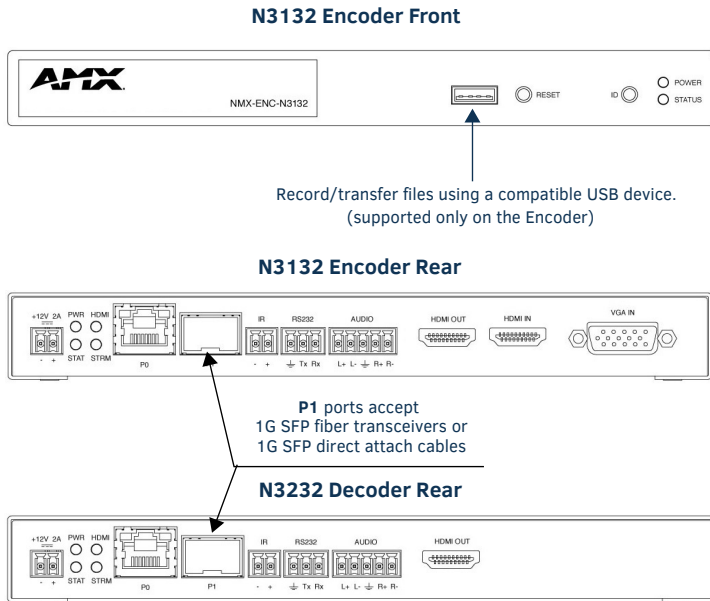 N3132 Encoder Front
AMX
NMX-ENC-N3132
RESET
ID
POWER
STATUS
Record/transfer files using a compatible USB device.
(supported only on the Encoder)
N3132 Encoder Rear
+12V 2A PWR HDMI
IR RS232 AUDIO HDMI OUT HDMI IN VGA IN
- + STAT STRM P0 - + Tx Rx L+ L- R+ R-
P1 ports accept
1G SFP fiber transceivers or
1G SFP direct attach cables
N3232 Decoder Rear
+12V 2A PWR HDMI IR RS232 AUDIO HDMI OUT
- + STAT STRM P0 P1 - + Tx Rx L+ L- R+ R-